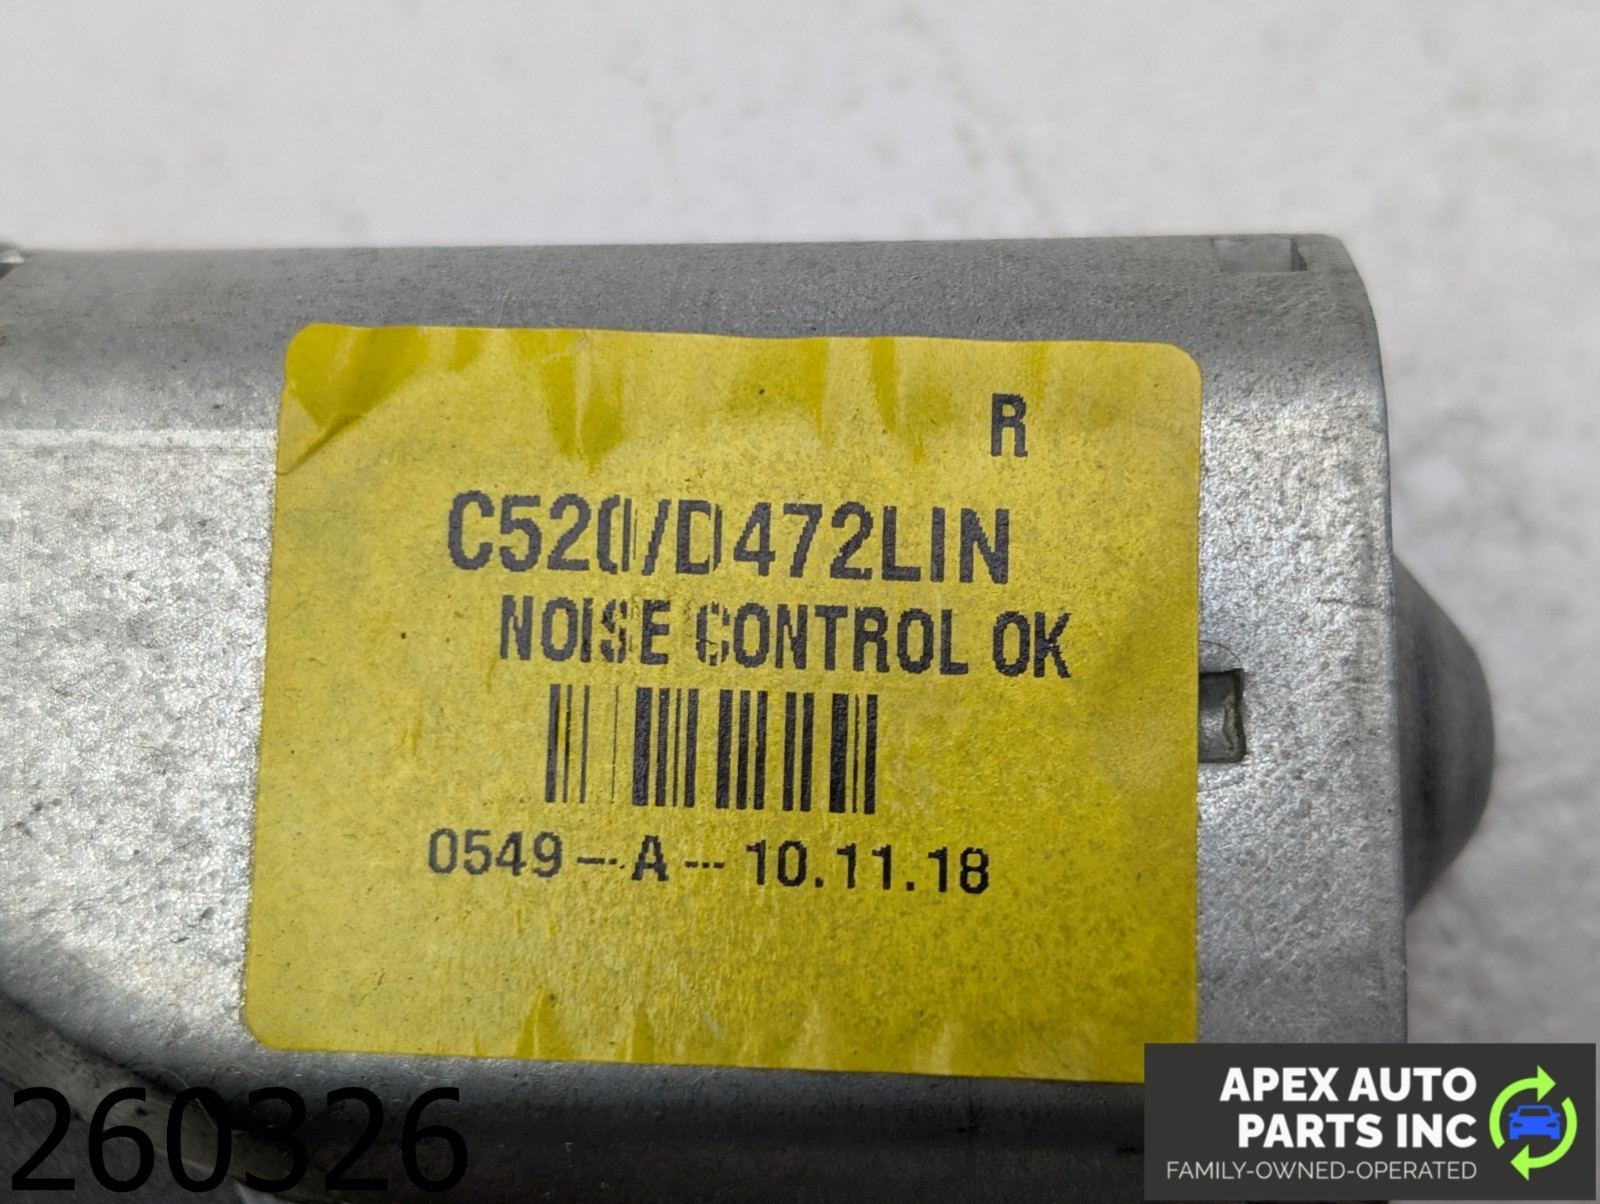 R
C520/D472LIN
NOISE CONTROL OK
0549--A--10.11.18
260326
APEX AUTO
PARTS INC
FAMILY-OWNED-OPERATED